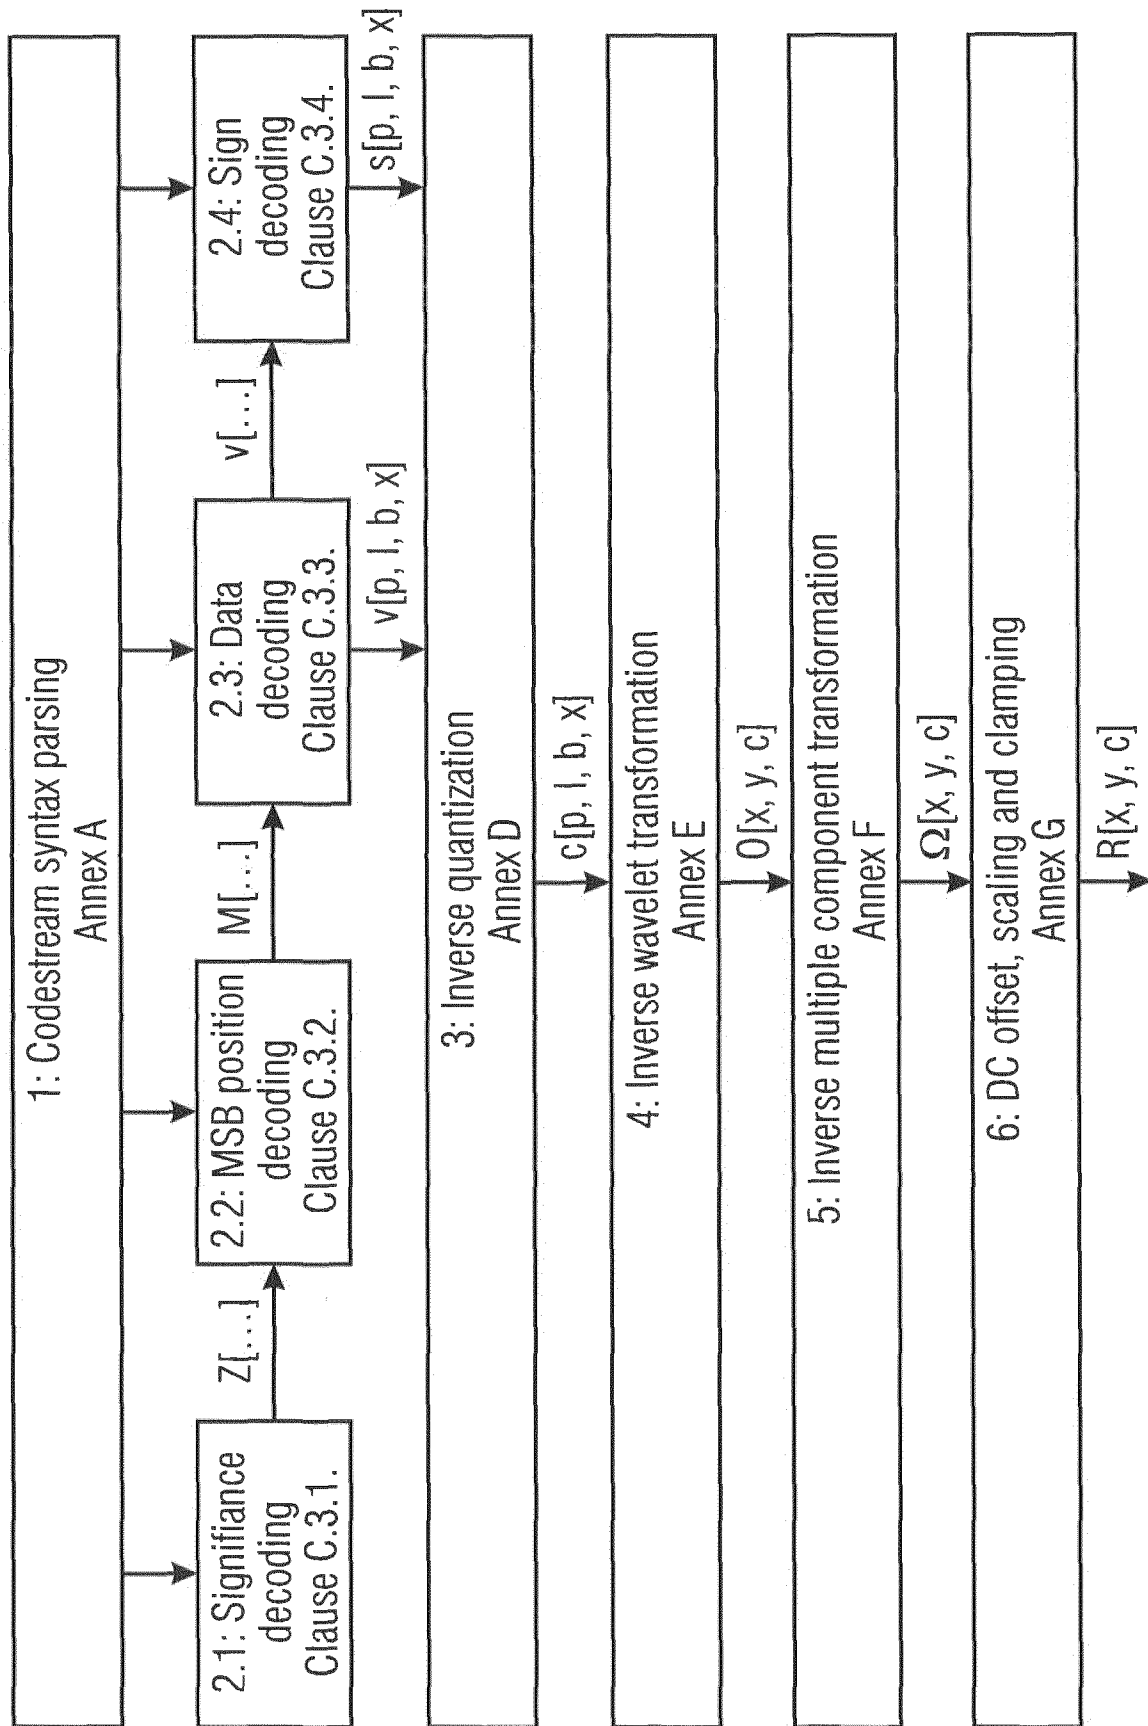 1: Codestream syntax parsing
Annex A
2.1: Signifiance
decoding
Clause C.3.1.
Z[...]
2.2: MSB position
decoding
Clause C.3.2.
M[...]
2.3: Data
decoding
Clause C.3.3.
v[...]
2.4: Sign
decoding
Clause C.3.4.
v[p, l, b, x]
s[p, l, b, x]
3: Inverse quantization
Annex D
c[p, l, b, x]
4: Inverse wavelet transformation
Annex E
O[x, y, c]
5: Inverse multiple component transformation
Annex F
Ω[x, y, c]
6: DC offset, scaling and clamping
Annex G
R[x, y, c]